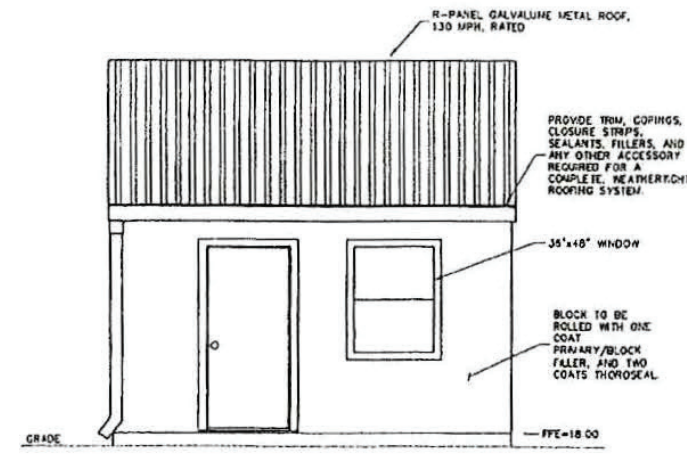 R-PANEL GALVALUME METAL ROOF,
130 MPH, RATED
PROVIDE TRIM, COPINGS,
CLOSURE STRIPS,
SEALANTS, FILLERS, AND
ANY OTHER ACCESSORY
REQUIRED FOR A
COMPLETE, WEATHERTIGHT
ROOFING SYSTEM.
36"x48" WINDOW
BLOCK TO BE
ROLLED WITH ONE
COAT
PRIMARY/BLOCK
FILLER, AND TWO
COATS THOROSEAL
GRADE
FFE=18.00